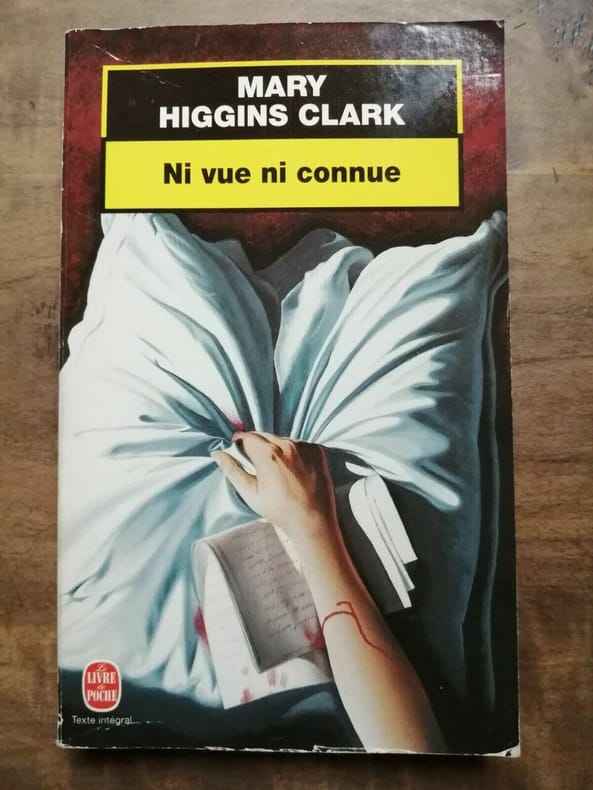 MARY
HIGGINS CLARK
Ni vue ni connue
Le
LIVRE
de
POCHE
Texte intégral